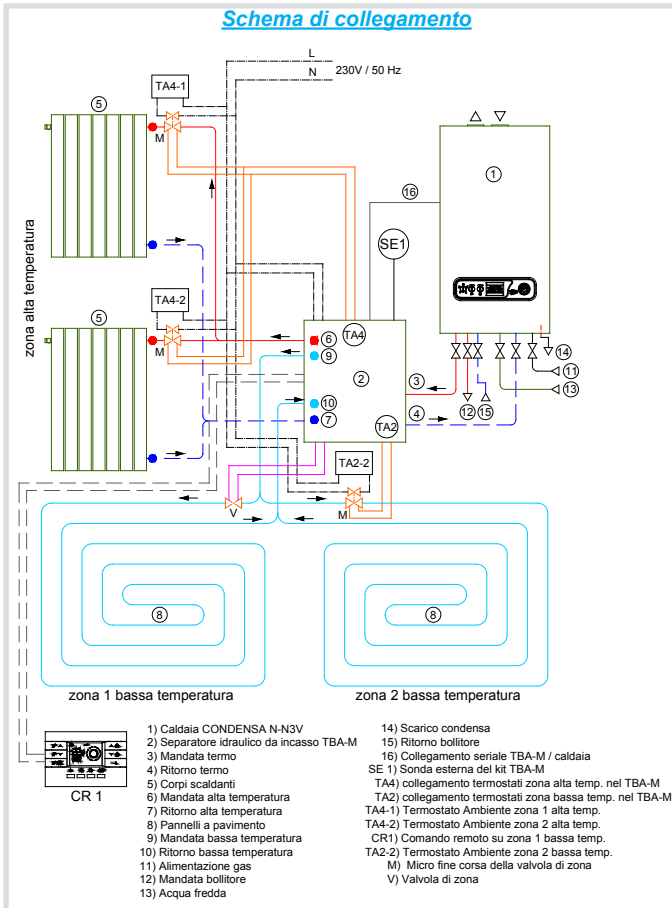 Schema di collegamento
L
N
230V / 50 Hz
TA4-1
5
M
1
16
SE1
zona alta temperatura
TA4-2
5
M
6
TA4
9
2
10
7
TA2
3
4
14
11
12
15
13
TA2-2
V
M
8
8
zona 1 bassa temperatura
zona 2 bassa temperatura
CR 1
1) Caldaia CONDENSA N-N3V
2) Separatore idraulico da incasso TBA-M
3) Mandata termo
4) Ritorno termo
5) Corpi scaldanti
6) Mandata alta temperatura
7) Ritorno alta temperatura
8) Pannelli a pavimento
9) Mandata bassa temperatura
10) Ritorno bassa temperatura
11) Alimentazione gas
12) Mandata bollitore
13) Acqua fredda
14) Scarico condensa
15) Ritorno bollitore
16) Collegamento seriale TBA-M / caldaia
SE 1) Sonda esterna del kit TBA-M
TA4) collegamento termostati zona alta temp. nel TBA-M
TA2) collegamento termostati zona bassa temp. nel TBA-M
TA4-1) Termostato Ambiente zona 1 alta temp.
TA4-2) Termostato Ambiente zona 2 alta temp.
CR1) Comando remoto su zona 1 bassa temp.
TA2-2) Termostato Ambiente zona 2 bassa temp.
M) Micro fine corsa della valvola di zona
V) Valvola di zona